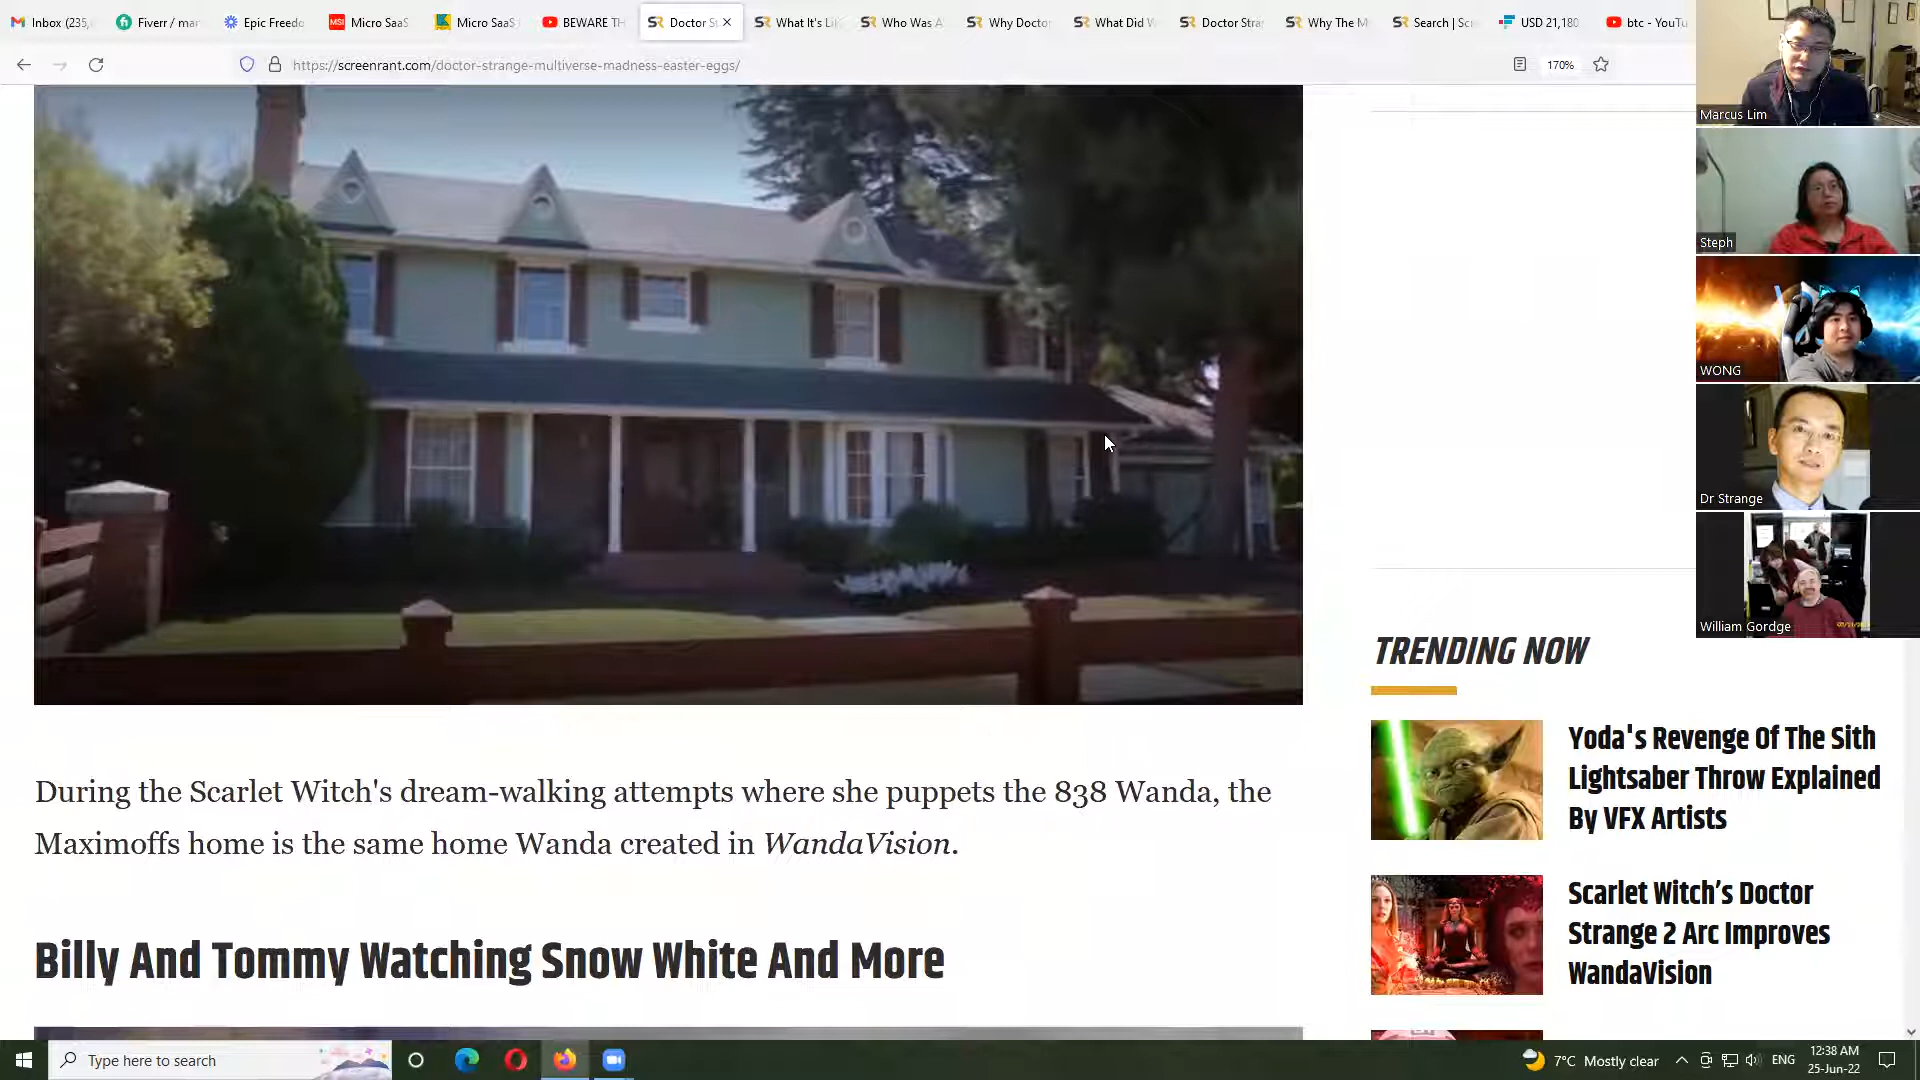 Inbox (235,
Fiverr / mar
Epic Freedo
Micro SaaS
Micro SaaS
BEWARE TH
Doctor St
What It's Li
Who Was A
Why Doctor
What Did W
Doctor Stra
Why The M
Search | Scr
USD 21,180
btc - YouTu
https://screenrant.com/doctor-strange-multiverse-madness-easter-eggs/
170%
Marcus Lim
Steph
WONG
Dr Strange
William Gordge
During the Scarlet Witch's dream-walking attempts where she puppets the 838 Wanda, the
Maximoffs home is the same home Wanda created in WandaVision.
Billy And Tommy Watching Snow White And More
TRENDING NOW
Yoda's Revenge Of The Sith
Lightsaber Throw Explained
By VFX Artists
Scarlet Witch’s Doctor
Strange 2 Arc Improves
WandaVision
Type here to search
7°C Mostly clear
ENG
12:38 AM
25-Jun-22